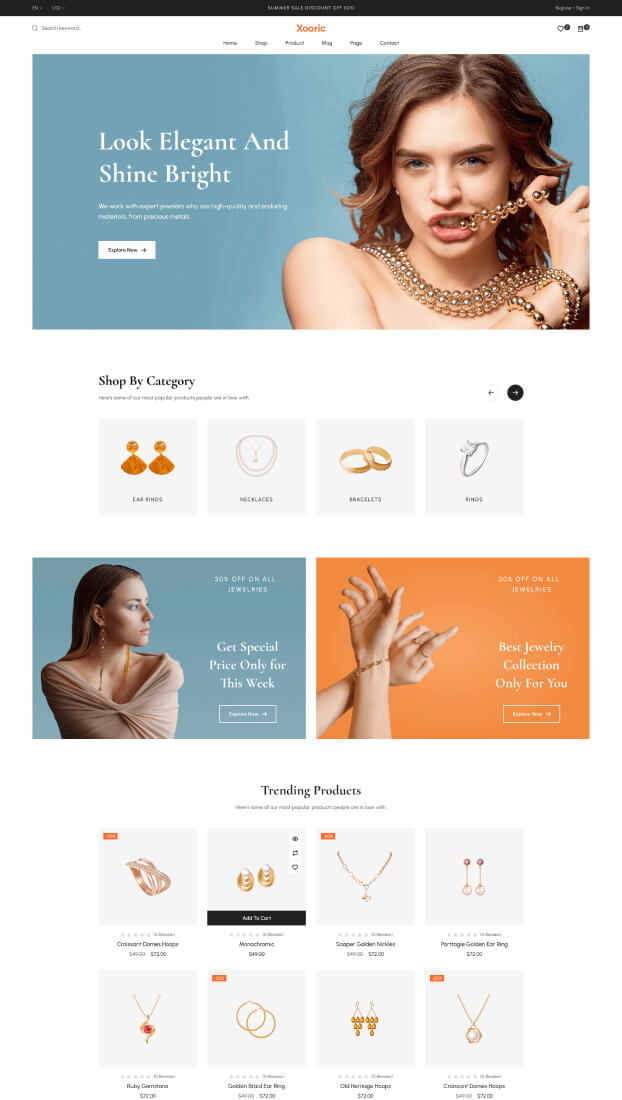 EN USD SUMMER SALE DISCOUNT OFF 50%! Register / Sign in
Search keyword... Xooric 0 0
Home Shop Product Blog Page Contact
Look Elegant And
Shine Bright
We work with expert jewelers who use high-quality and enduring
materials, from precious metals.
Explore Now
Shop By Category
Here's some of our most popular products people are in love with.
EAR RINGS NECKLACES BRACELETS RINGS
30% OFF ON ALL
JEWELRIES
Get Special
Price Only for
This Week
Explore Now
30% OFF ON ALL
JEWELRIES
Best Jewelry
Collection
Only For You
Explore Now
Trending Products
Here's some of our most popular products people are in love with.
Add To Cart
(0 Review) (0 Review) (0 Review) (0 Review)
Croissant Domes Hoops Monochromic Soaper Golden Nickles Porttagie Golden Ear Ring
$49.00 $72.00 $49.00 $49.00 $72.00 $72.00
(0 Review) (0 Review) (0 Review) (0 Review)
Ruby Gemstone Golden Braid Ear Ring Old Heritage Hoops Croissant Domes Hoops
$72.00 $49.00 $72.00 $72.00 $49.00 $72.00